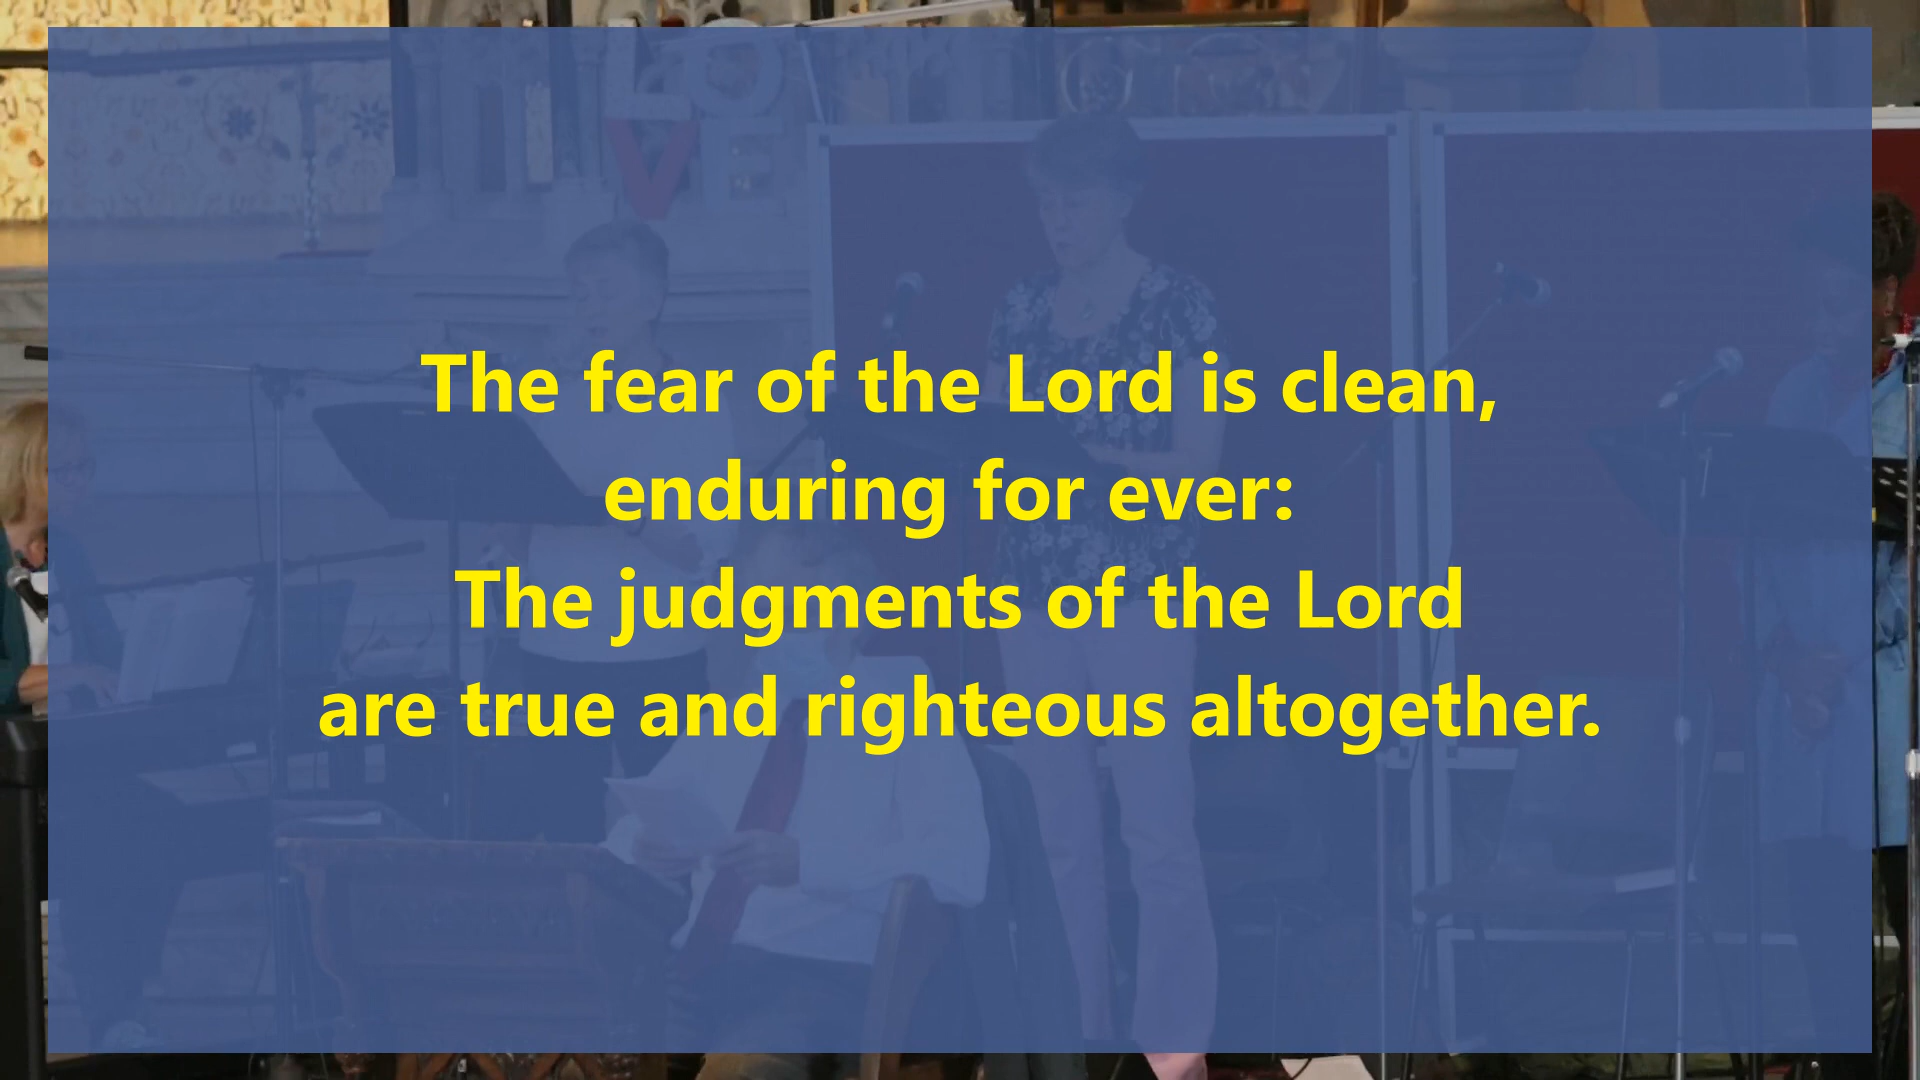 LOVE
The fear of the Lord is clean,
enduring for ever:
The judgments of the Lord
are true and righteous altogether.